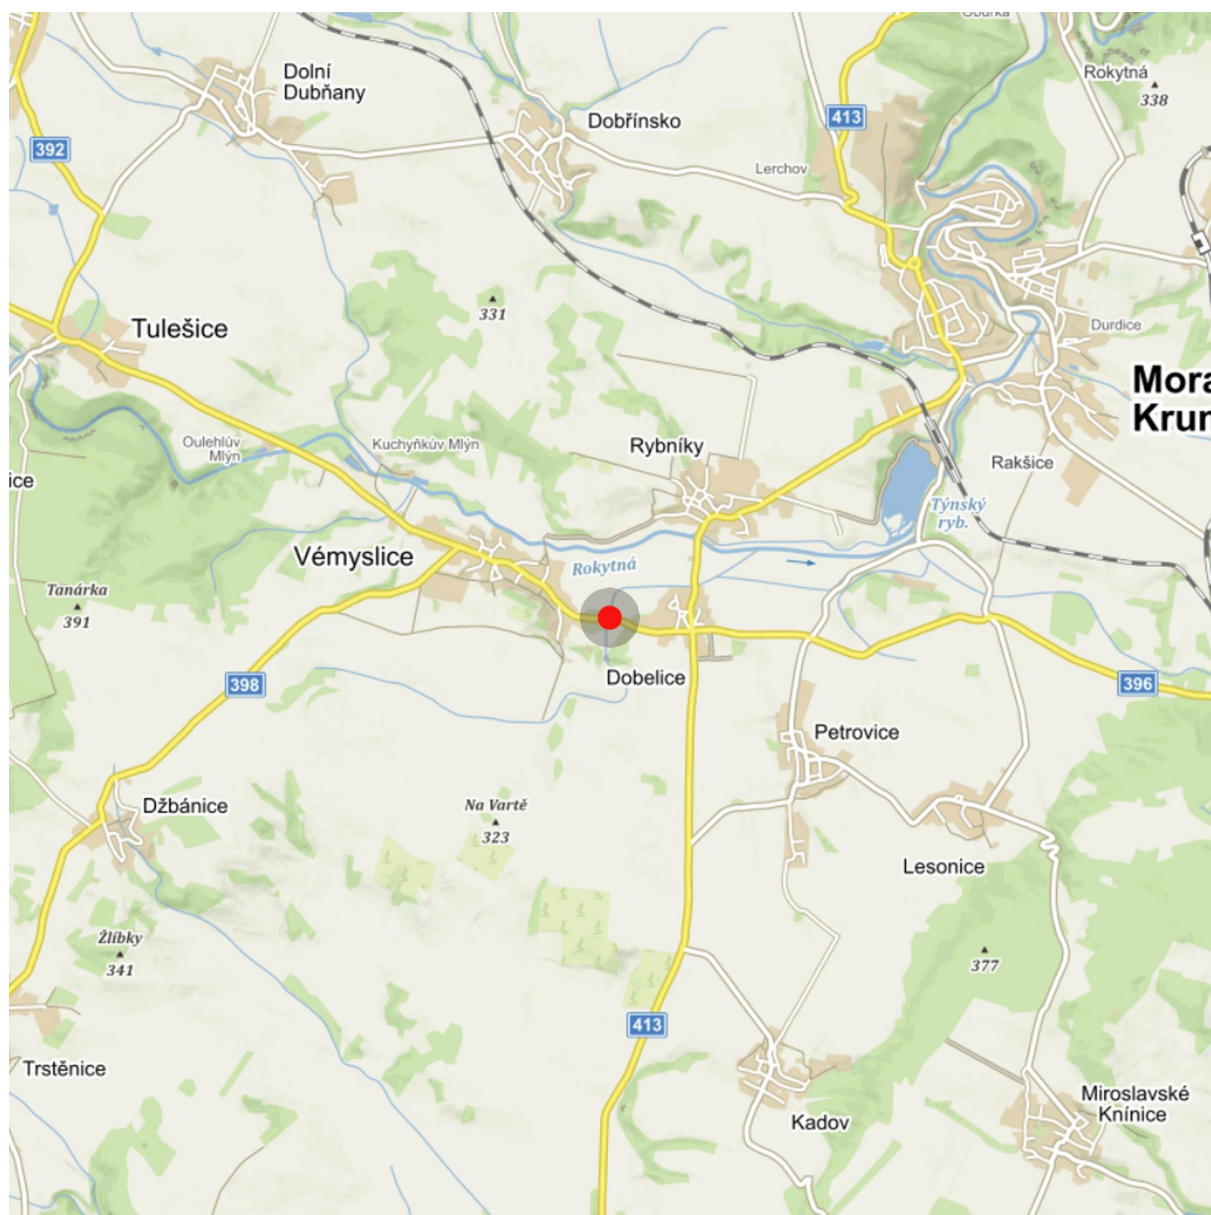 Oburka
Dolní
Dubňany
Rokytná
338
413
Dobřínsko
392
Lerchov
331
Tulešice
Durdice
Mora
Krum
Oulehlův
Mlýn
Kuchyňkův Mlýn
Rybníky
Rakšice
ice
Týnský
ryb.
Vémyslice
Rokytná
Tanárka
391
Dobelice
398
396
Petrovice
Džbánice
Na Vartě
323
Lesonice
Žlíbky
341
377
413
Trstěnice
Miroslavské
Knínice
Kadov